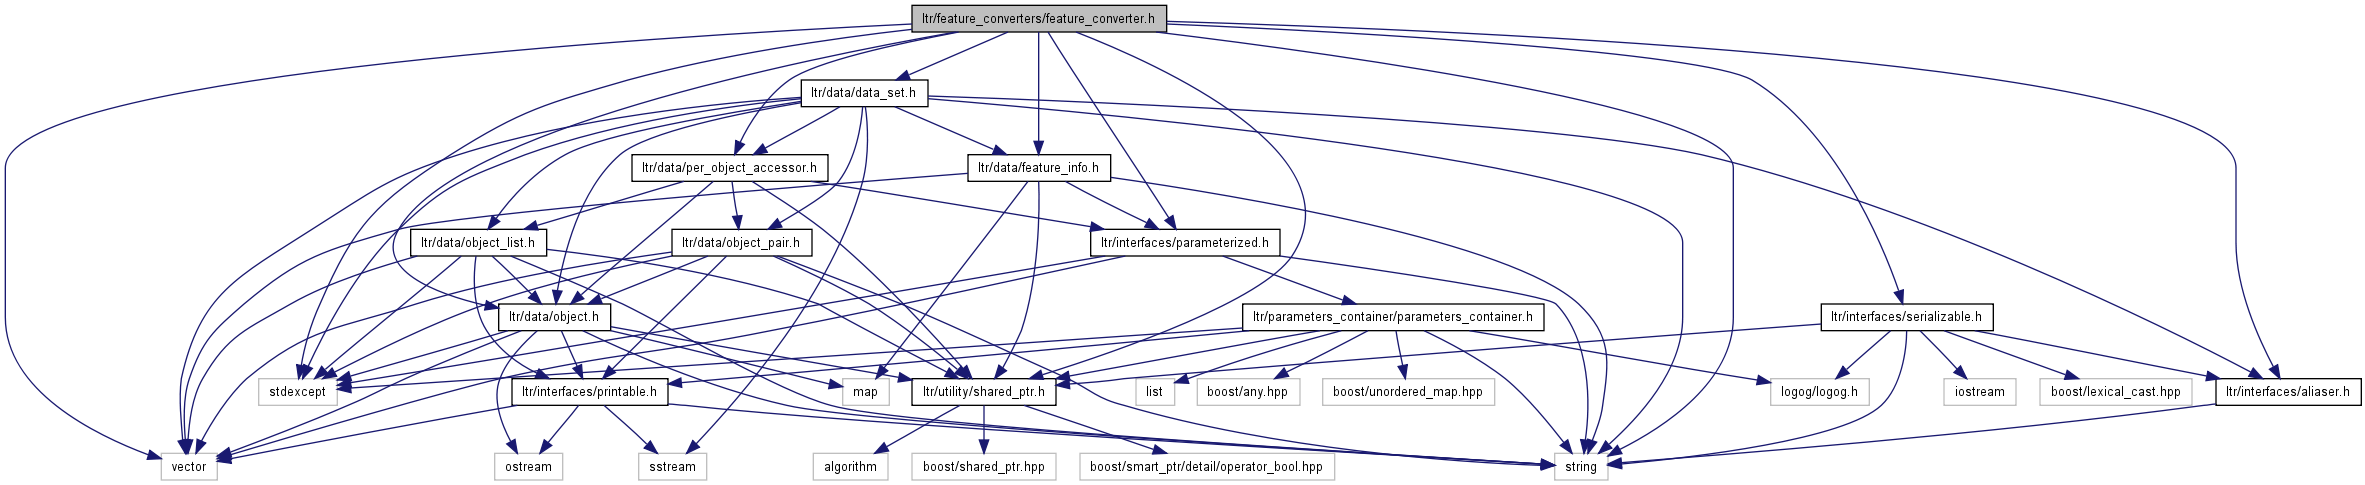 ltr/feature_converters/feature_converter.h
ltr/data/data_set.h
ltr/data/per_object_accessor.h
ltr/data/feature_info.h
ltr/data/object_list.h
ltr/data/object_pair.h
ltr/interfaces/parameterized.h
ltr/data/object.h
ltr/parameters_container/parameters_container.h
ltr/interfaces/serializable.h
stdexcept
ltr/interfaces/printable.h
map
ltr/utility/shared_ptr.h
list
boost/any.hpp
boost/unordered_map.hpp
logog/logog.h
iostream
boost/lexical_cast.hpp
ltr/interfaces/aliaser.h
vector
ostream
sstream
algorithm
boost/shared_ptr.hpp
boost/smart_ptr/detail/operator_bool.hpp
string